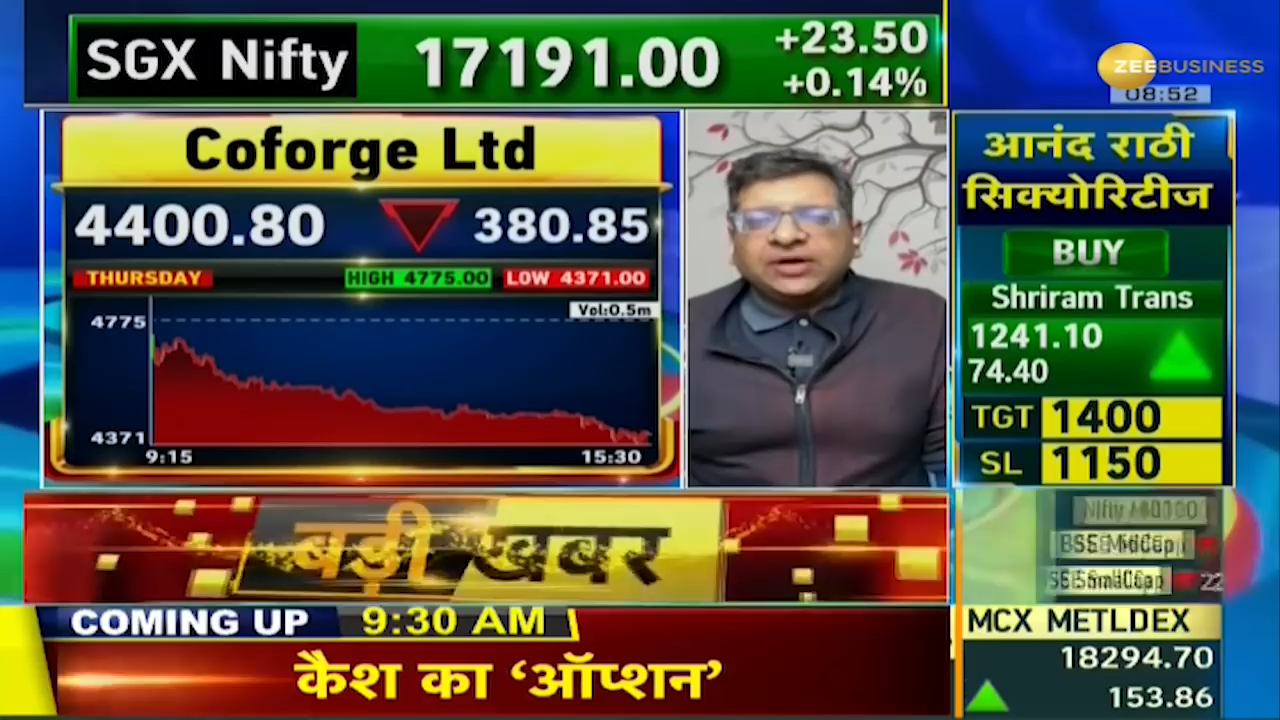 SGX Nifty
17191.00
+23.50
+0.14%
ZEEBUSINESS
08:52
Coforge Ltd
4400.80
380.85
THURSDAY
HIGH 4775.00
LOW 4371.00
Vol:0.5m
4775
4371
9:15
15:30
आनंद राठी
सिक्योरिटीज
BUY
Shriram Trans
1241.10
74.40
TGT 1400
SL 1150
बड़ी खबर
COMING UP 9:30 AM
कैश का ‘ऑप्शन’
MCX METLDEX
18294.70
153.86